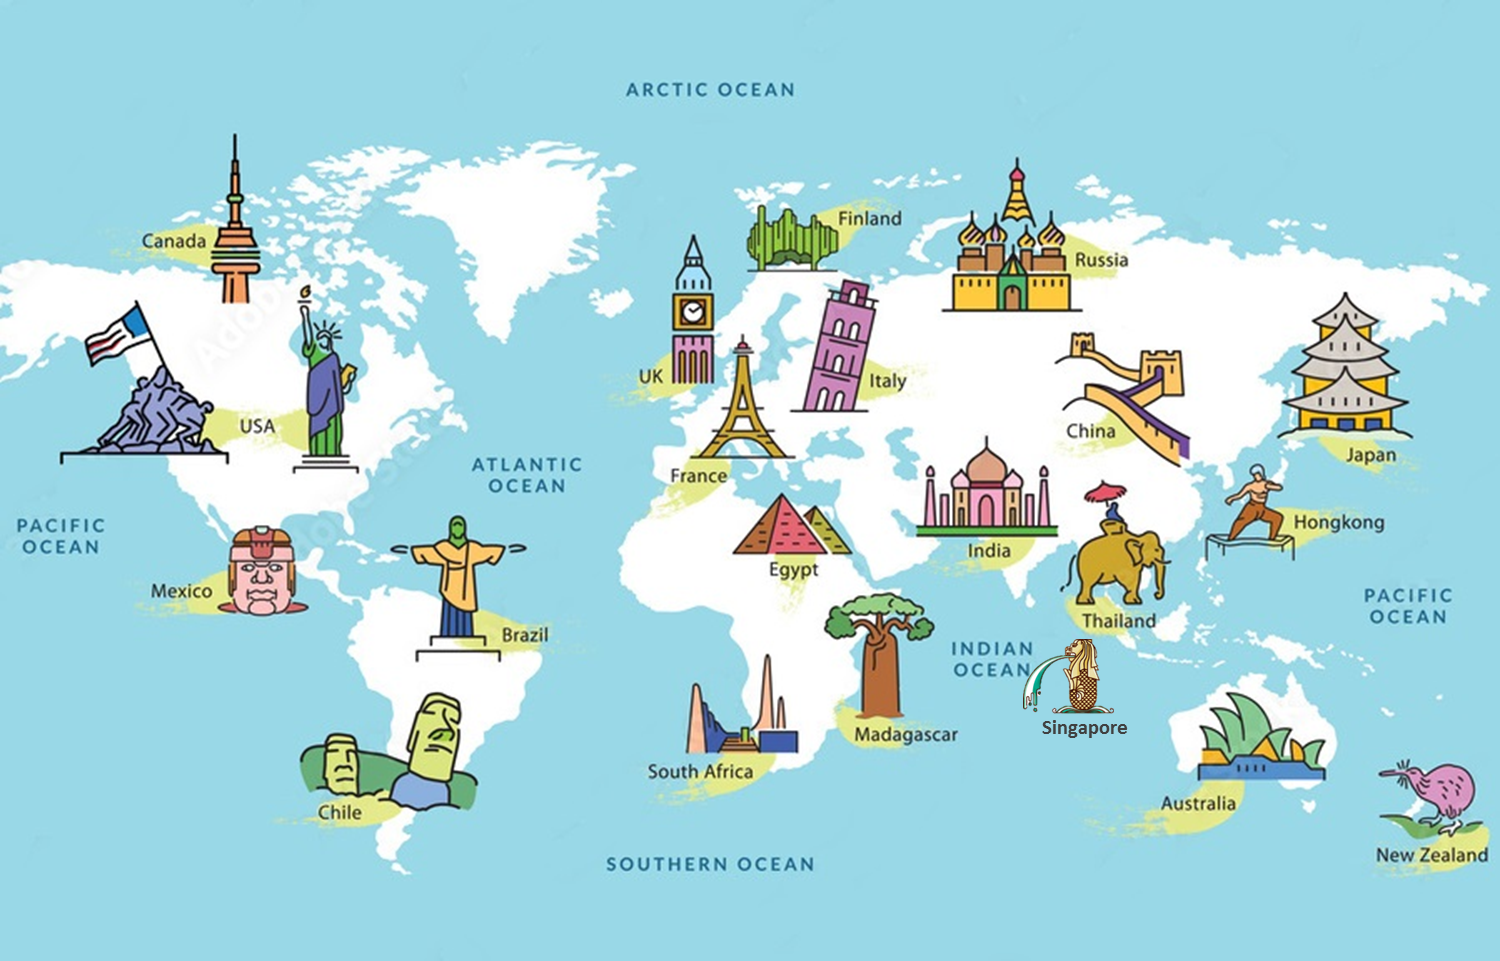 ARCTIC OCEAN
Canada
Finland
Russia
UK
Italy
USA
China
Japan
France
ATLANTIC
OCEAN
PACIFIC
OCEAN
Hongkong
India
Egypt
Mexico
PACIFIC
OCEAN
Thailand
Brazil
INDIAN
OCEAN
Singapore
Madagascar
South Africa
Australia
Chile
New Zealand
SOUTHERN OCEAN